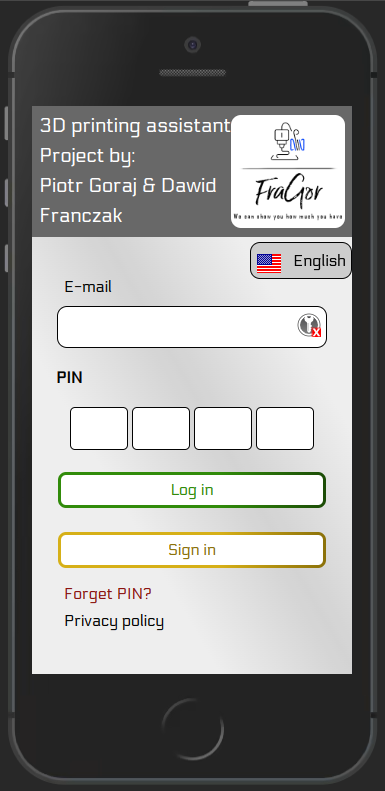 3D printing assistant
Project by:
Piotr Goraj & Dawid
Franczak
FraGor
We can show you how much you have
English
E-mail
PIN
Log in
Sign in
Forget PIN?
Privacy policy